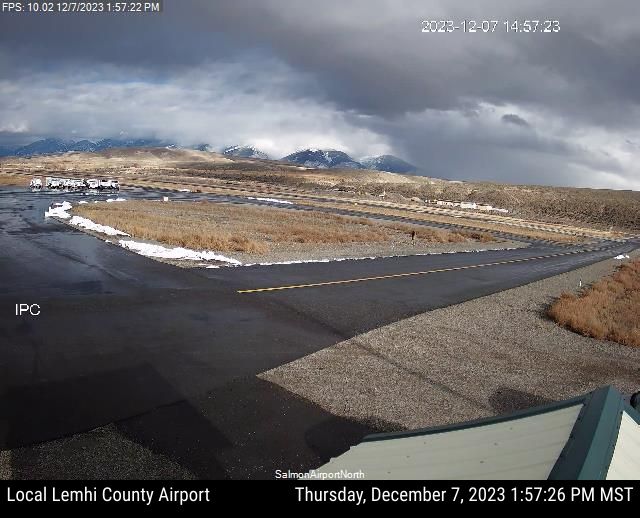 FPS: 10.02 12/7/2023 1:57:22 PM
2023-12-07 14:57:23
IPC
SalmonAirportNorth
Local Lemhi County Airport
Thursday, December 7, 2023 1:57:26 PM MST